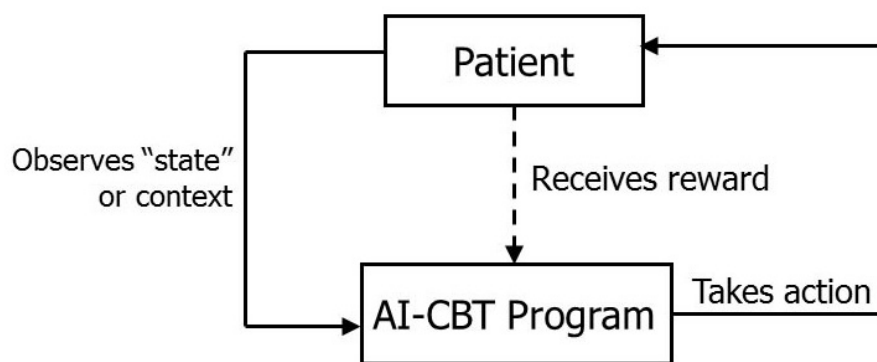 Patient
Observes “state”
or context
Receives reward
AI-CBT Program
Takes action